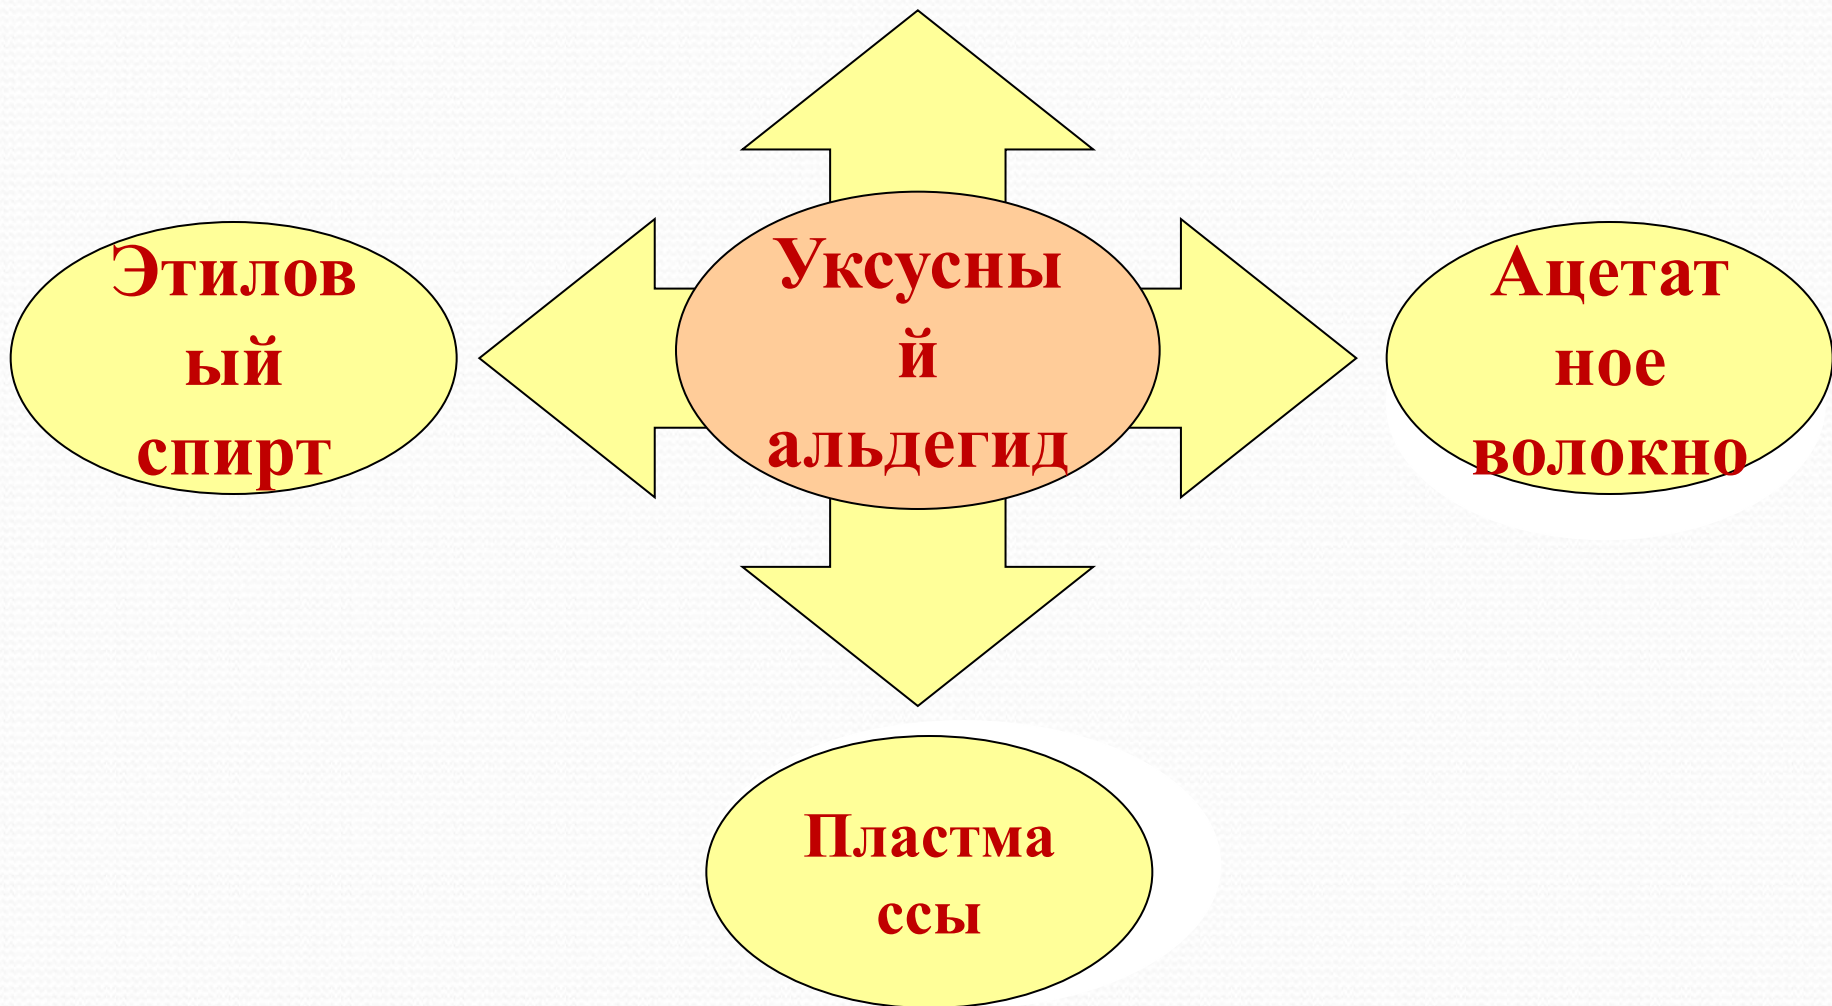 Этилов
ый
спирт
Уксусны
й
альдегид
Ацетат
ное
волокно
Пластма
ссы